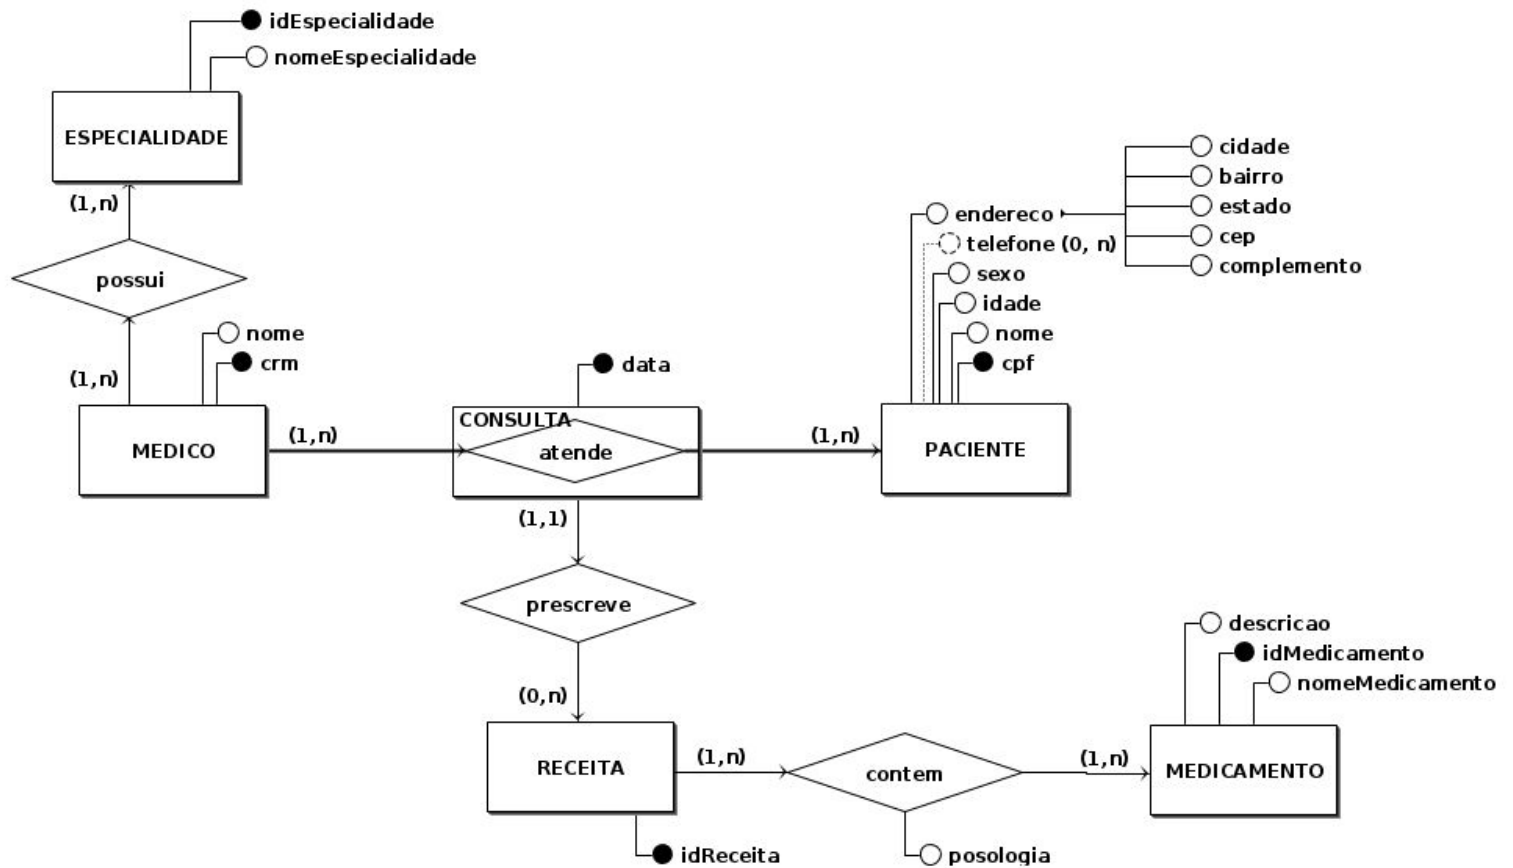 idEspecialidade
nomeEspecialidade
ESPECIALIDADE
(1,n)
possui
(1,n)
nome
crm
MEDICO
(1,n)
data
CONSULTA
atende
(1,n)
cidade
bairro
estado
cep
complemento
endereco
telefone (0, n)
sexo
idade
nome
cpf
PACIENTE
(1,1)
prescreve
(0,n)
RECEITA
idReceita
(1,n)
contem
posologia
(1,n)
descricao
idMedicamento
nomeMedicamento
MEDICAMENTO